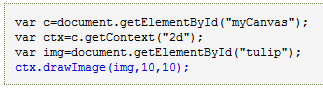 var c=document.getElementById("myCanvas");
var ctx=c.getContext("2d");
var img=document.getElementById("tulip");
ctx.drawImage(img,10,10);